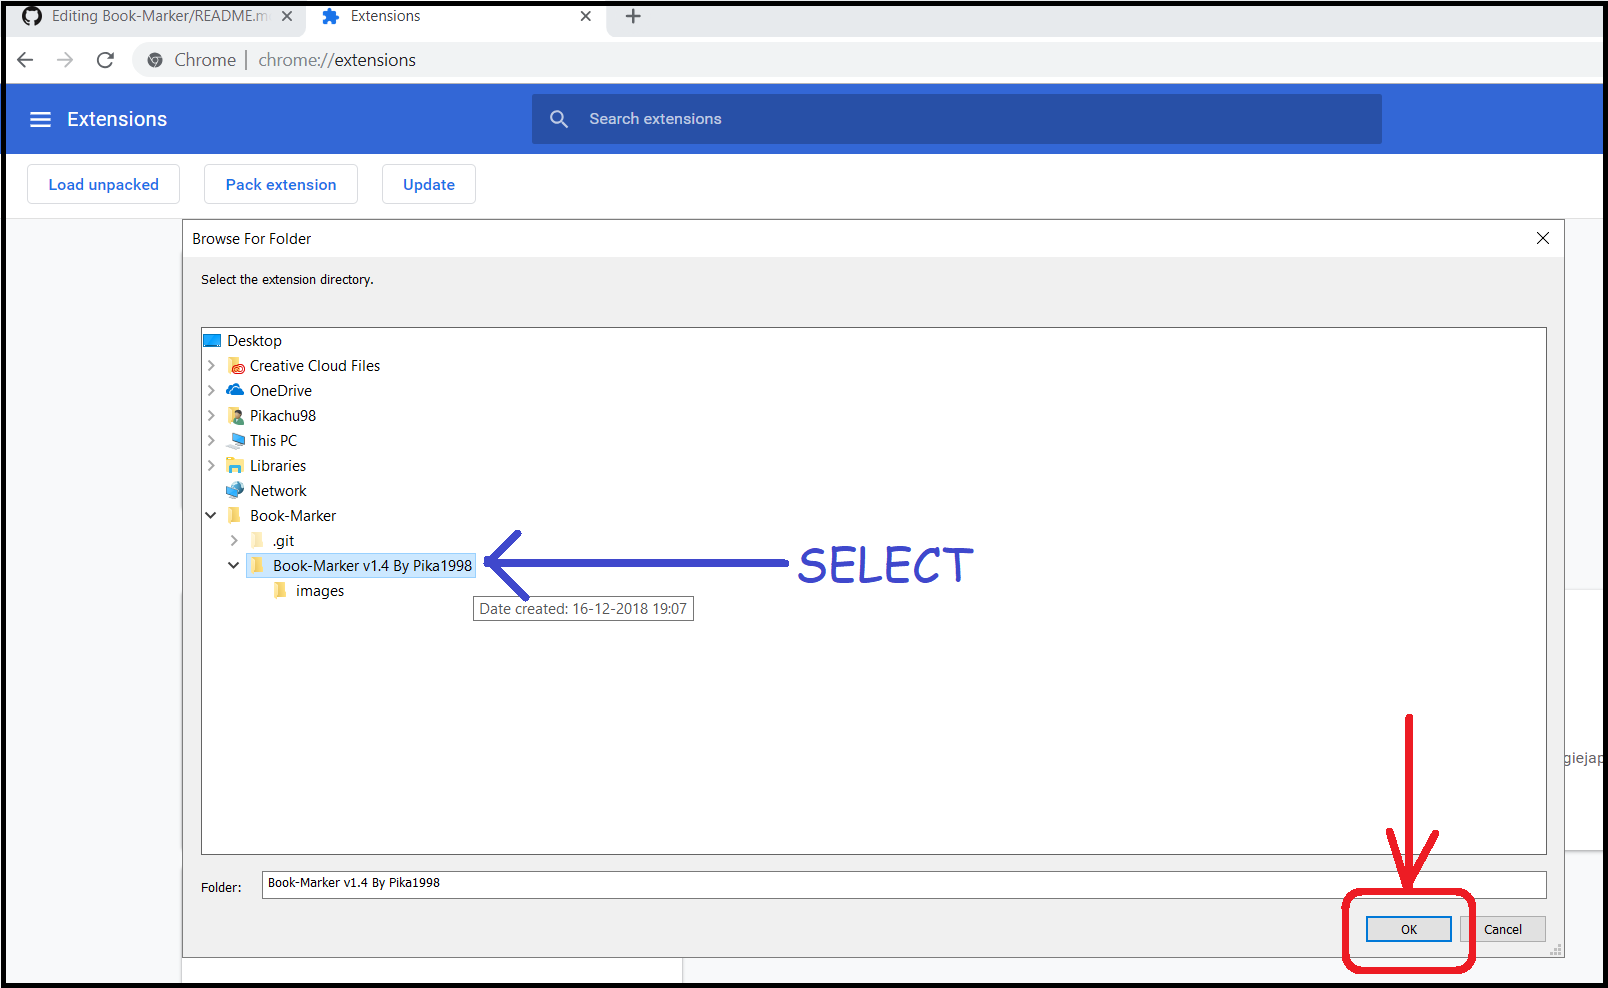 Editing Book-Marker/README.m
Extensions
Chrome | chrome://extensions
Extensions
Search extensions
Load unpacked
Pack extension
Update
Browse For Folder
Select the extension directory.
Desktop
Creative Cloud Files
OneDrive
Pikachu98
This PC
Libraries
Network
Book-Marker
.git
Book-Marker v1.4 By Pika1998
SELECT
images
Date created: 16-12-2018 19:07
giejap
Folder: Book-Marker v1.4 By Pika1998
OK
Cancel